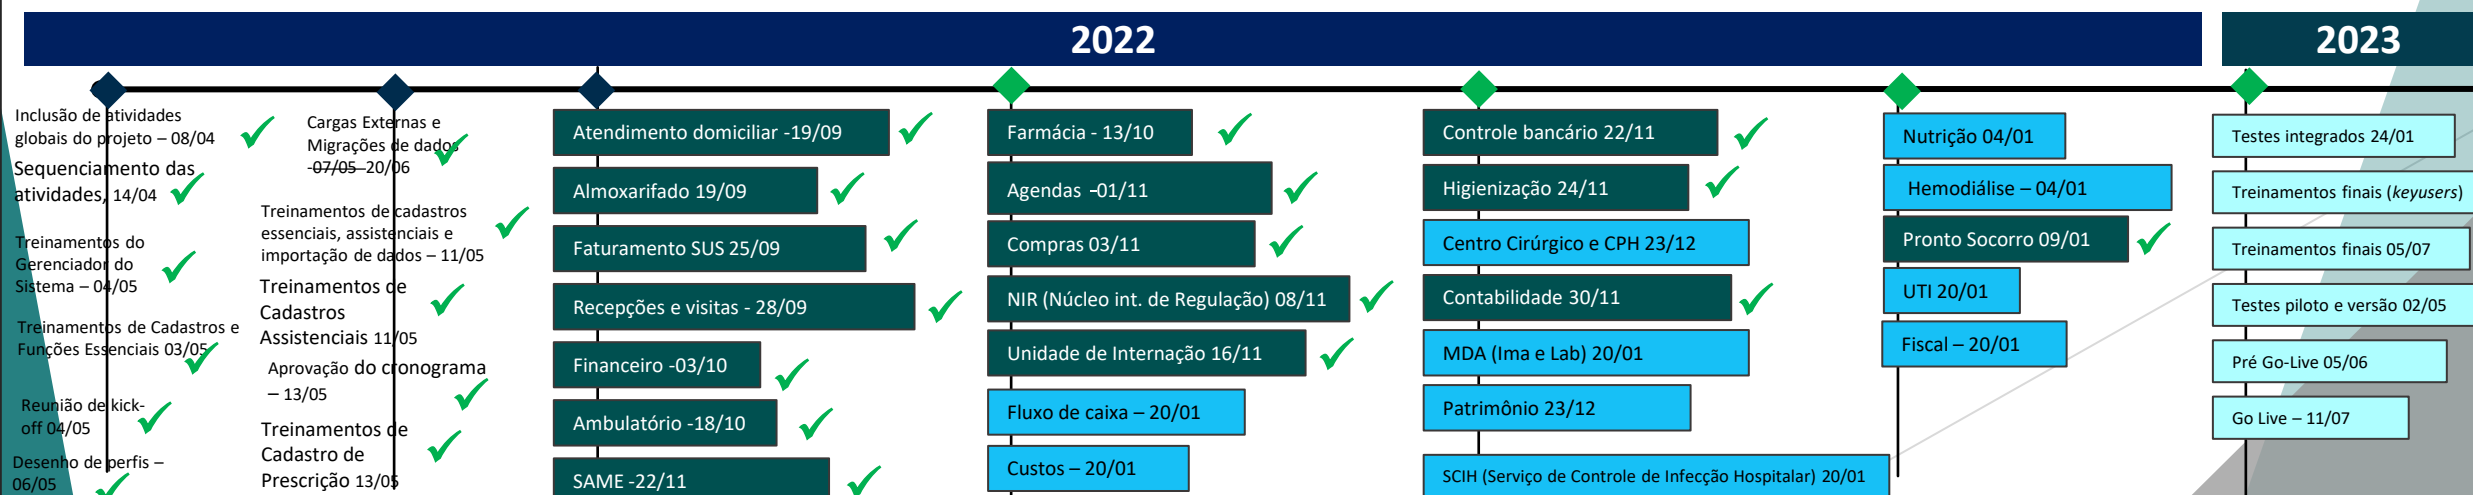 2022
2023
Inclusão de atividades
globais do projeto – 08/04
Sequenciamento das
atividades, 14/04
Treinamentos do
Gerenciador do
Sistema – 04/05
Treinamentos de Cadastros e
Funções Essenciais 03/05
Reunião de kick-
off 04/05
Desenho de perfis –
06/05
Cargas Externas e
Migrações de dados
-07/05 20/06
Treinamentos de cadastros
essenciais, assistenciais e
importação de dados – 11/05
Treinamentos de
Cadastros
Assistenciais 11/05
Aprovação do cronograma
– 13/05
Treinamentos de
Cadastro de
Prescrição 13/05
Atendimento domiciliar -19/09
Almoxarifado 19/09
Faturamento SUS 25/09
Recepções e visitas - 28/09
Financeiro -03/10
Ambulatório -18/10
SAME -22/11
Farmácia - 13/10
Agendas –01/11
Compras 03/11
NIR (Núcleo int. de Regulação) 08/11
Unidade de Internação 16/11
Fluxo de caixa – 20/01
Custos – 20/01
Controle bancário 22/11
Higienização 24/11
Centro Cirúrgico e CPH 23/12
Contabilidade 30/11
MDA (Ima e Lab) 20/01
Patrimônio 23/12
SCIH (Serviço de Controle de Infecção Hospitalar) 20/01
Nutrição 04/01
Hemodiálise – 04/01
Pronto Socorro 09/01
UTI 20/01
Fiscal – 20/01
Testes integrados 24/01
Treinamentos finais (keyusers)
Treinamentos finais 05/07
Testes piloto e versão 02/05
Pré Go-Live 05/06
Go Live – 11/07